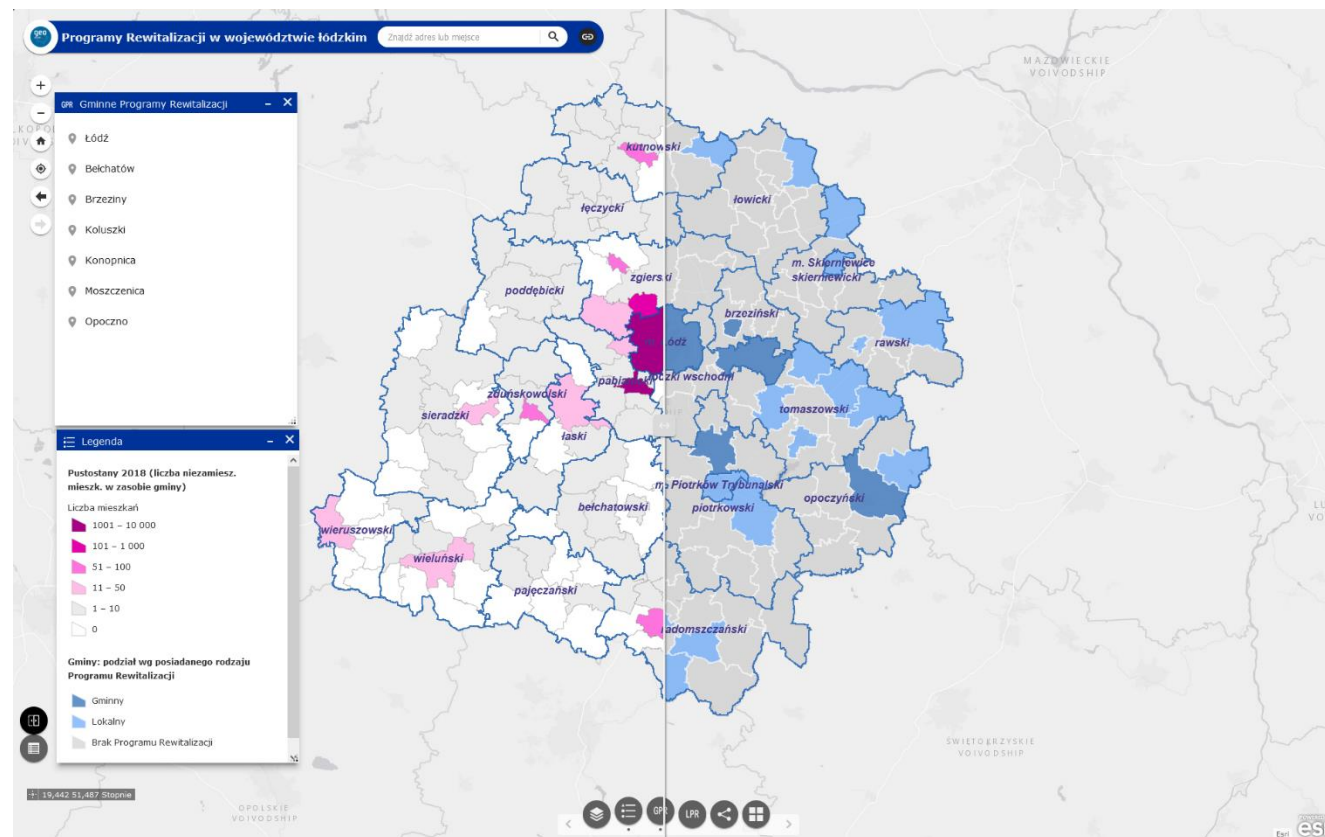 geo
Programy Rewitalizacji w województwie łódzkim
Znajdź adres lub miejsce
MAZOWIECKIE
VOIVODSHIP
GPR Gminne Programy Rewitalizacji
Łódź
Bełchatów
Brzeziny
Koluszki
Konopnica
Moszczenica
Opoczno
Legenda
Pustostany 2018 (liczba niezamiesz.
mieszk. w zasobie gminy)
Liczba mieszkań
1001 – 10 000
101 – 1 000
51 – 100
11 – 50
1 – 10
0
Gminy: podział wg posiadanego rodzaju
Programu Rewitalizacji
Gminny
Lokalny
Brak Programu Rewitalizacji
kutnowski
łęczycki
łowicki
zgierski
m. Skierniewice
skierniewicki
poddębicki
brzeziński
rawski
zduńskowolski
sieradzki
łaski
tomaszowski
m. Piotrków Trybunalski
piotrkowski
opoczyński
bełchatowski
wieruszowski
wieluński
pajęczański
radomszczański
ŚWIĘTOKRZYSKIE
VOIVODSHIP
OPOLSKIE
VOIVODSHIP
19,442 51,487 Stopnie
GPR
LPR
Esri
esri